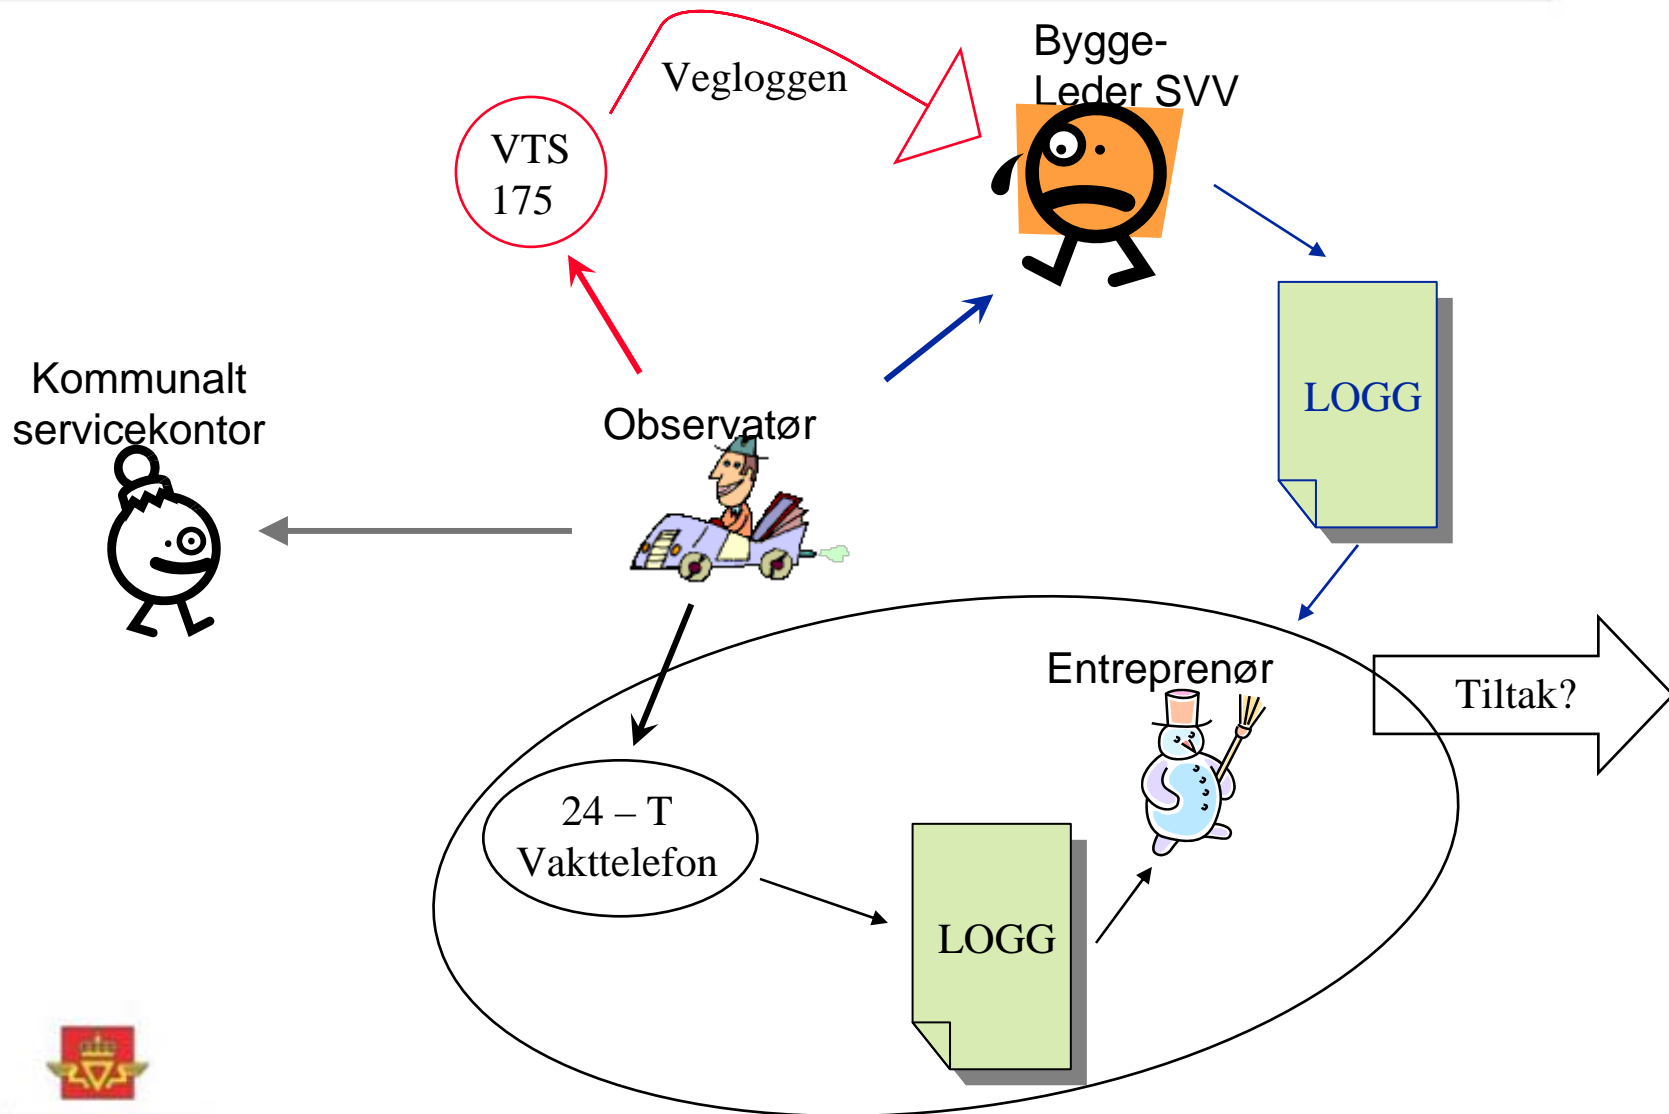 Bygge-
Leder SVV
Vegloggen
VTS
175
Kommunalt
servicekontor
Observatør
LOGG
Entreprenør
Tiltak?
24 – T
Vakttelefon
LOGG